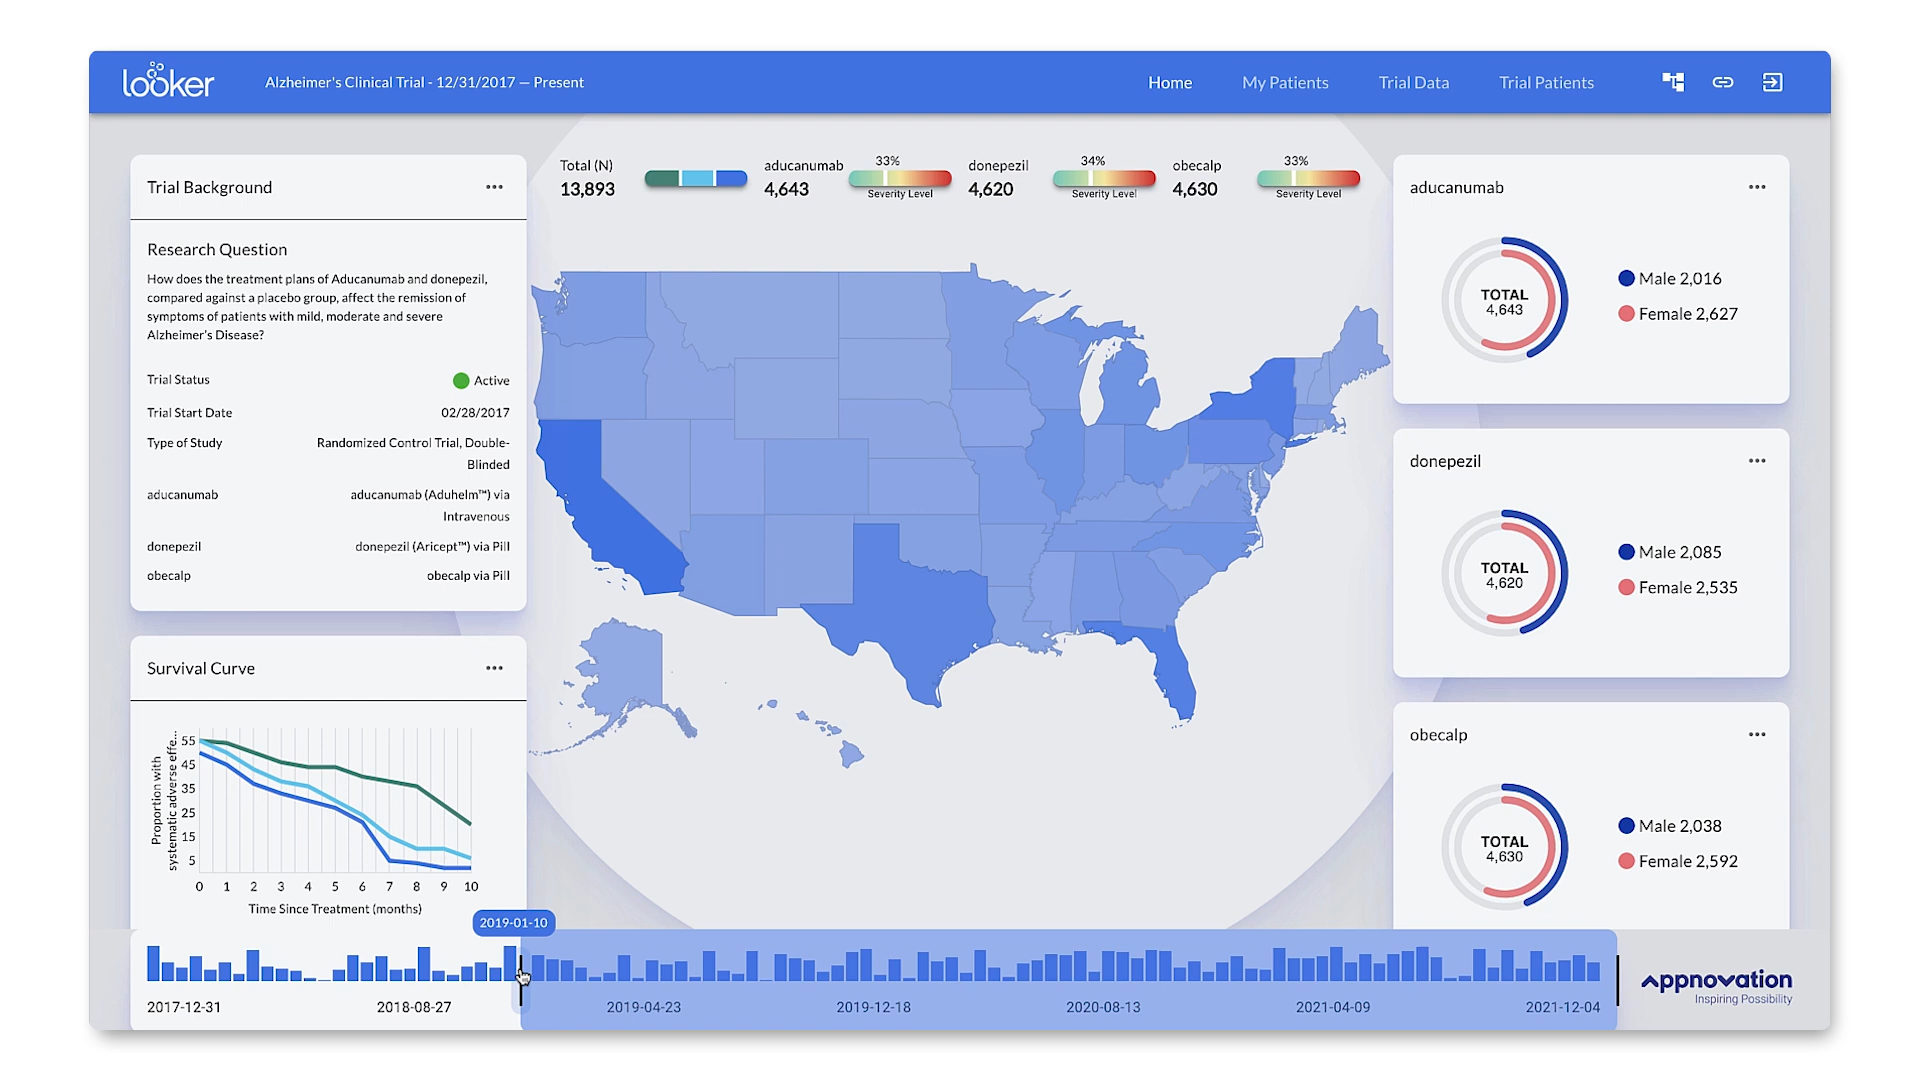 looker
Alzheimer's Clinical Trial - 12/31/2017 — Present
Home
My Patients
Trial Data
Trial Patients
Trial Background
Research Question
How does the treatment plans of Aducanumab and donepezil,
compared against a placebo group, affect the remission of
symptoms of patients with mild, moderate and severe
Alzheimer's Disease?
Trial Status Active
Trial Start Date 02/28/2017
Type of Study Randomized Control Trial, Double-
Blinded
aducanumab aducanumab (Aduhelm™) via
Intravenous
donepezil donepezil (Aricept™) via Pill
obecalp obecalp via Pill
Survival Curve
Proportion with
systematic adverse effe...
55
45
35
25
15
5
0 1 2 3 4 5 6 7 8 9 10
Time Since Treatment (months)
Total (N)
13,893
aducanumab
4,643
33%
Severity Level
donepezil
4,620
34%
Severity Level
obecalp
4,630
33%
Severity Level
aducanumab
TOTAL
4,643
Male 2,016
Female 2,627
donepezil
TOTAL
4,620
Male 2,085
Female 2,535
obecalp
TOTAL
4,630
Male 2,038
Female 2,592
2019-01-10
2017-12-31 2018-08-27 2019-04-23 2019-12-18 2020-08-13 2021-04-09 2021-12-04
Appnovation
Inspiring Possibility